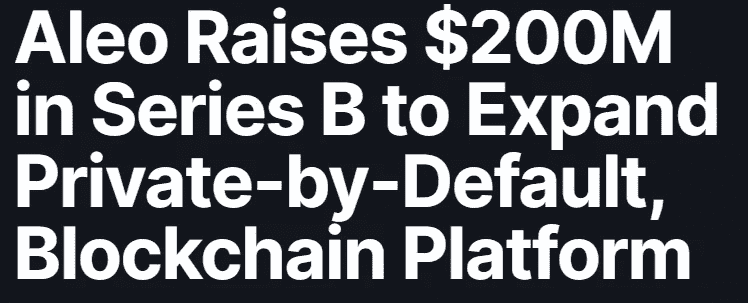 Aleo Raises $200M
in Series B to Expand
Private-by-Default,
Blockchain Platform